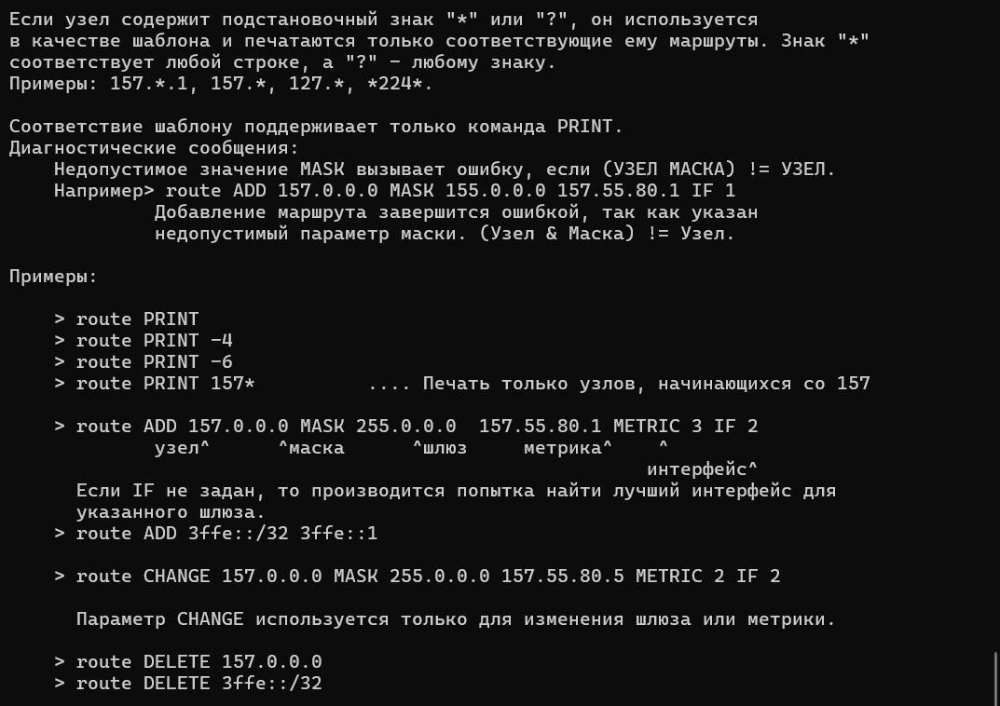 Если узел содержит подстановочный знак "*" или "?", он используется
в качестве шаблона и печатаются только соответствующие ему маршруты. Знак "*"
соответствует любой строке, а "?" - любому знаку.
Примеры: 157.*.1, 157.*, 127.*, *224*.

Соответствие шаблону поддерживает только команда PRINT.
Диагностические сообщения:
    Недопустимое значение MASK вызывает ошибку, если (УЗЕЛ МАСКА) != УЗЕЛ.
    Например> route ADD 157.0.0.0 MASK 155.0.0.0 157.55.80.1 IF 1
             Добавление маршрута завершится ошибкой, так как указан
             недопустимый параметр маски. (Узел & Маска) != Узел.

Примеры:

    > route PRINT
    > route PRINT -4
    > route PRINT -6
    > route PRINT 157*          .... Печать только узлов, начинающихся со 157

    > route ADD 157.0.0.0 MASK 255.0.0.0  157.55.80.1 METRIC 3 IF 2
             узел^      ^маска      ^шлюз     метрика^    ^
                                                         интерфейс^
      Если IF не задан, то производится попытка найти лучший интерфейс для
      указанного шлюза.
    > route ADD 3ffe::/32 3ffe::1

    > route CHANGE 157.0.0.0 MASK 255.0.0.0 157.55.80.5 METRIC 2 IF 2

      Параметр CHANGE используется только для изменения шлюза или метрики.

    > route DELETE 157.0.0.0
    > route DELETE 3ffe::/32